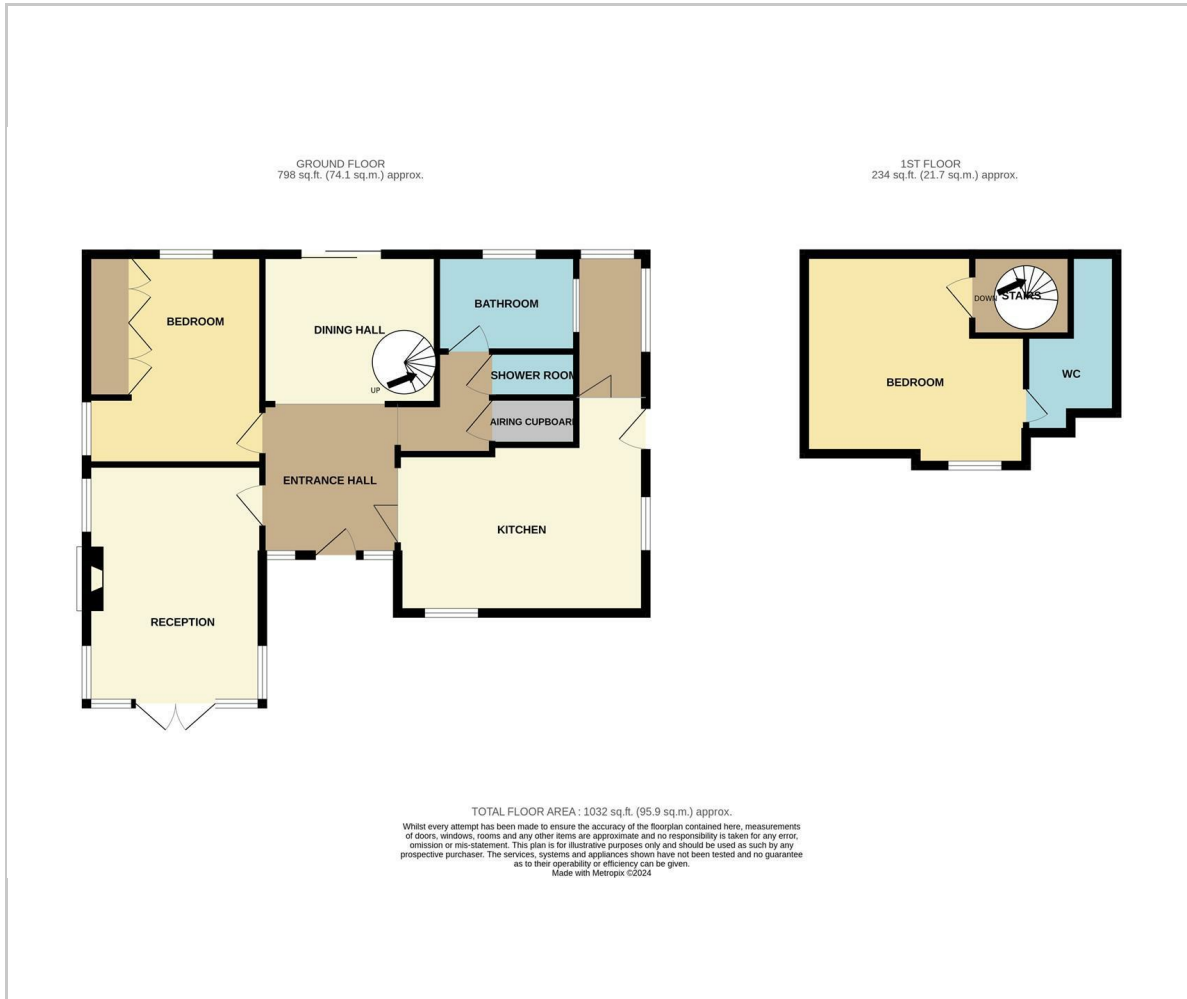 GROUND FLOOR
798 sq.ft. (74.1 sq.m.) approx.
1ST FLOOR
234 sq.ft. (21.7 sq.m.) approx.
BEDROOM
DINING HALL
UP
BATHROOM
SHOWER ROOM
AIRING CUPBOARD
ENTRANCE HALL
KITCHEN
RECEPTION
DOWN
STAIRS
BEDROOM
WC
TOTAL FLOOR AREA : 1032 sq.ft. (95.9 sq.m.) approx.
Whilst every attempt has been made to ensure the accuracy of the floorplan contained here, measurements
of doors, windows, rooms and any other items are approximate and no responsibility is taken for any error,
omission or mis-statement. This plan is for illustrative purposes only and should be used as such by any
prospective purchaser. The services, systems and appliances shown have not been tested and no guarantee
as to their operability or efficiency can be given.
Made with Metropix ©2024